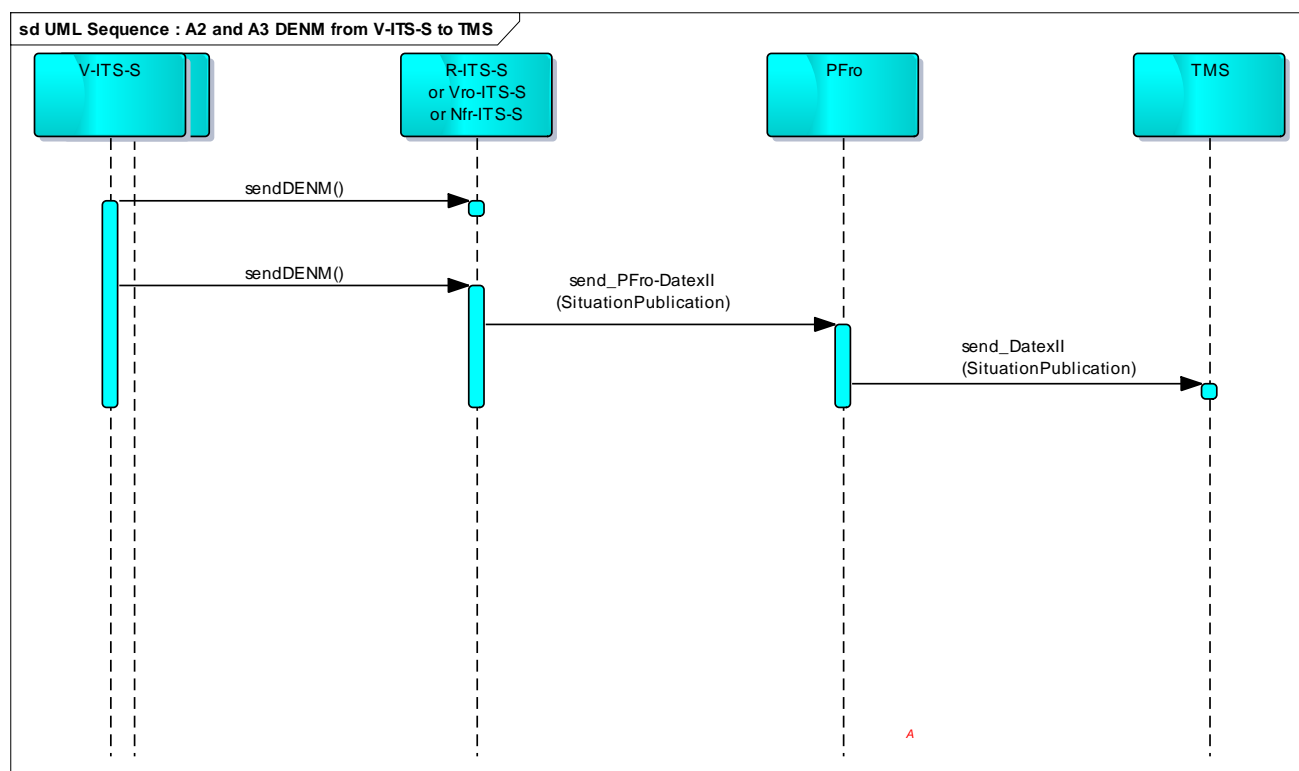 sd UML Sequence : A2 and A3 DENM from V-ITS-S to TMS
V-ITS-S
R-ITS-S
or Vro-ITS-S
or Nfr-ITS-S
PFro
TMS
sendDENM()
sendDENM()
send_PFro-DatexII
(SituationPublication)
send_DatexII
(SituationPublication)
A